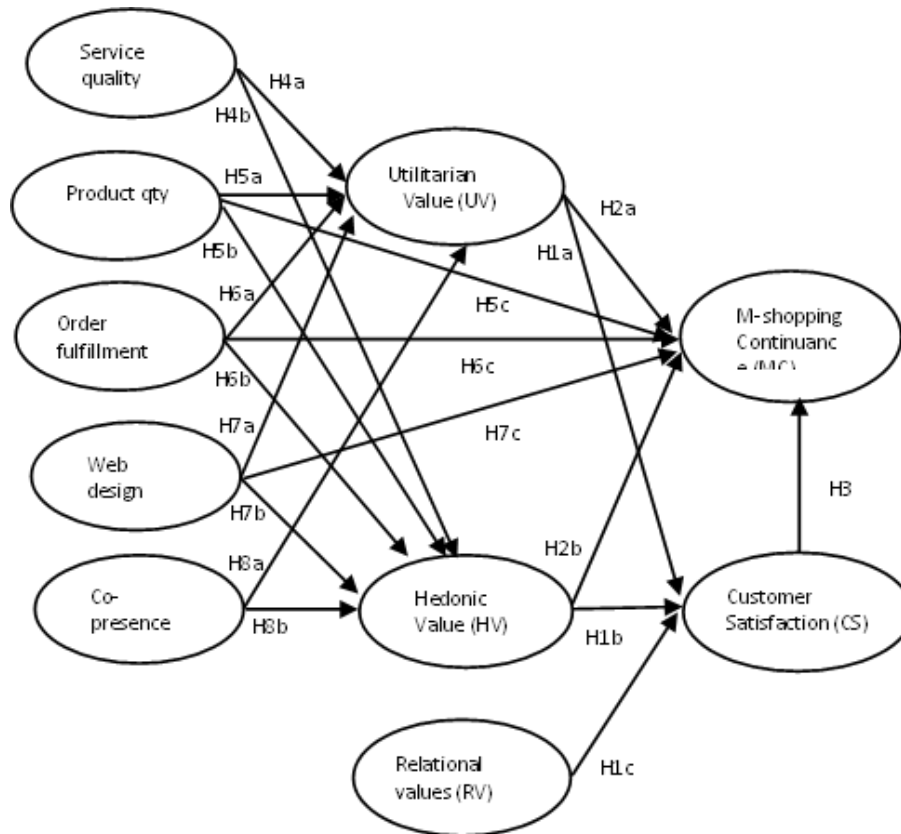 Service
quality
H4a
H4b
Product qty
H5a
H5b
Utilitarian
Value (UV)
H2a
H1a
Order
fulfillment
H6a
H6b
H5c
H6c
M-shopping
Continuanc
e (MC)
Web
design
H7a
H7b
H7c
H3
Co-
presence
H8a
H8b
Hedonic
Value (HV)
H2b
H1b
Customer
Satisfaction (CS)
Relational
values (RV)
H1c